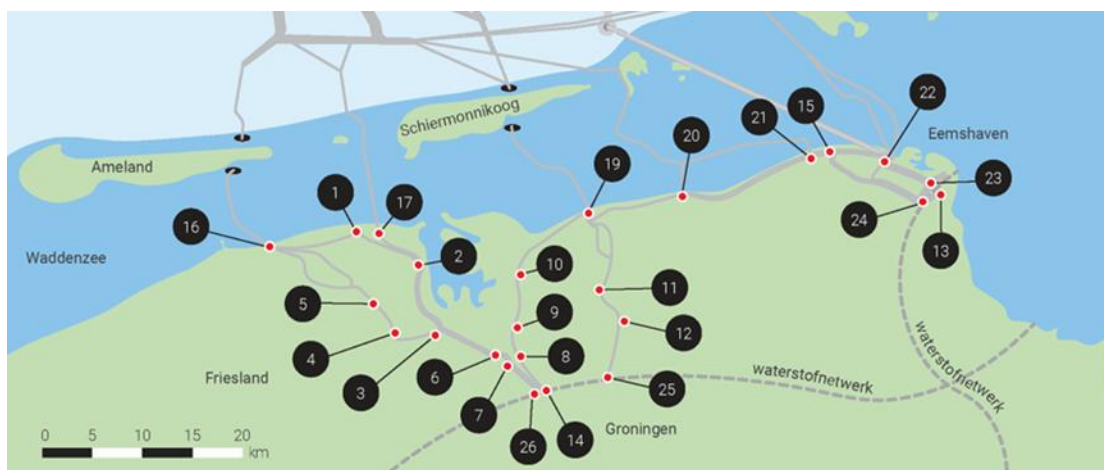 22
15
21
Eemshaven
Schiermonnikoog
20
Ameland
19
23
1
17
24
16
13
2
Waddenzee
10
11
5
9
12
4
8
waterstofnetwerk
waterstofnetwerk
Friesland
3
6
25
7
26
14
Groningen
0 5 10 15 20
km